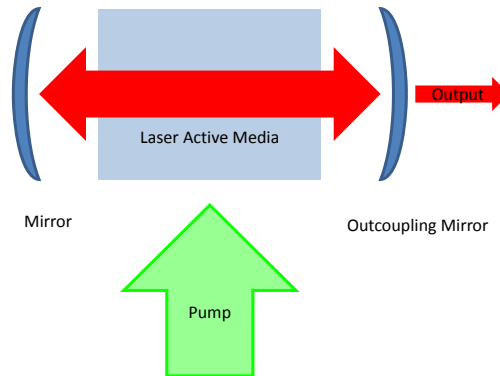 Output
Laser Active Media
Mirror
Outcoupling Mirror
Pump